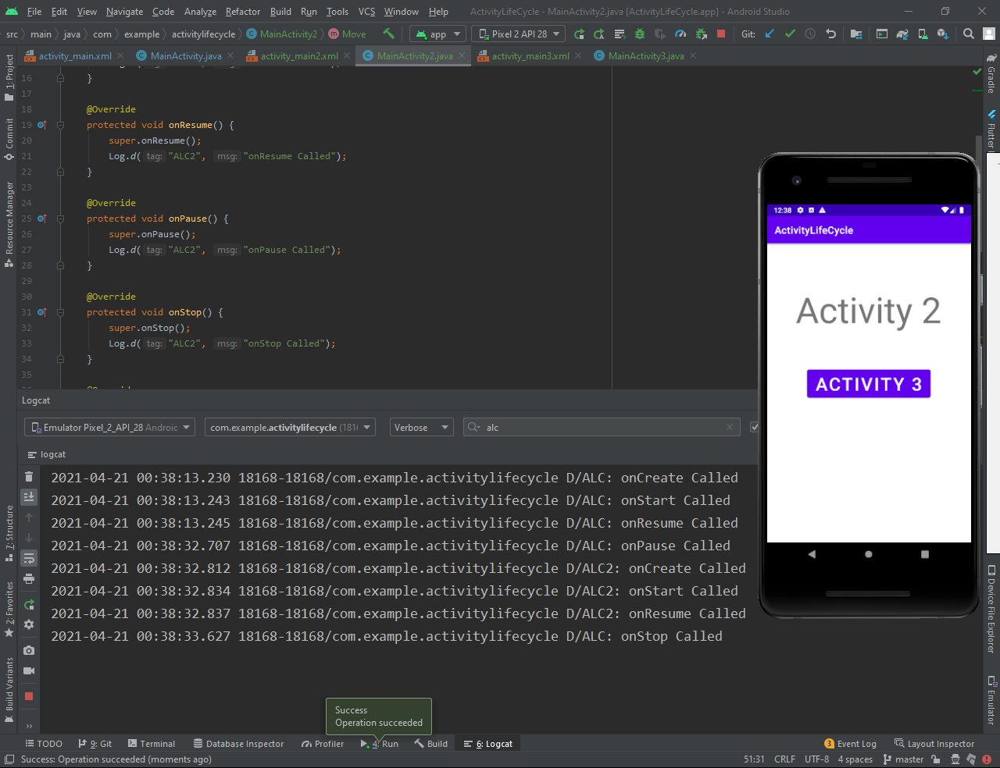 File Edit View Navigate Code Analyze Refactor Build Run Tools VCS Window Help ActivityLifeCycle - MainActivity2.java [ActivityLifeCycle.app] - Android Studio
src main java com example activitylifecycle MainActivity2 Move app Pixel 2 API 28 Git:
activity_main.xml MainActivity.java activity_main2.xml MainActivity2.java activity_main3.xml MainActivity3.java
1: Project
Commit
Resource Manager
7: Structure
2: Favorites
Build Variants
16 }
17
18 @Override
19 protected void onResume() {
20 super.onResume();
21 Log.d( tag: "ALC2", msg: "onResume Called");
22 }
23
24 @Override
25 protected void onPause() {
26 super.onPause();
27 Log.d( tag: "ALC2", msg: "onPause Called");
28 }
29
30 @Override
31 protected void onStop() {
32 super.onStop();
33 Log.d( tag: "ALC2", msg: "onStop Called");
34 }
35
Gradle
Flutter
12:38
ActivityLifeCycle
Activity 2
ACTIVITY 3
Device File Explorer
Emulator
Logcat
Emulator Pixel_2_API_28 Androic com.example.activitylifecycle (181 Verbose alc
logcat
2021-04-21 00:38:13.230 18168-18168/com.example.activitylifecycle D/ALC: onCreate Called
2021-04-21 00:38:13.243 18168-18168/com.example.activitylifecycle D/ALC: onStart Called
2021-04-21 00:38:13.245 18168-18168/com.example.activitylifecycle D/ALC: onResume Called
2021-04-21 00:38:32.707 18168-18168/com.example.activitylifecycle D/ALC: onPause Called
2021-04-21 00:38:32.812 18168-18168/com.example.activitylifecycle D/ALC2: onCreate Called
2021-04-21 00:38:32.834 18168-18168/com.example.activitylifecycle D/ALC2: onStart Called
2021-04-21 00:38:32.837 18168-18168/com.example.activitylifecycle D/ALC2: onResume Called
2021-04-21 00:38:33.627 18168-18168/com.example.activitylifecycle D/ALC: onStop Called
Success
Operation succeeded
TODO 9: Git Terminal Database Inspector Profiler 4: Run Build 6: Logcat 3 Event Log Layout Inspector
Success: Operation succeeded (moments ago) 51:31 CRLF UTF-8 4 spaces master